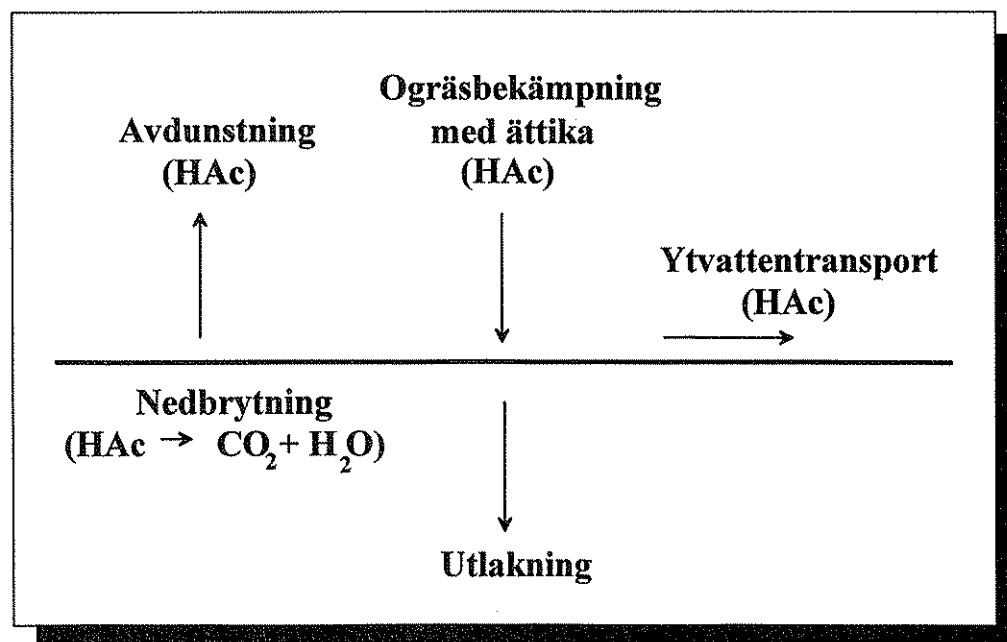 Avdunstning
(HAc)
Ogräsbekämpning
med ättika
(HAc)
Ytvattentransport
(HAc)
Nedbrytning
(HAc → CO₂ + H₂O)
Utlakning